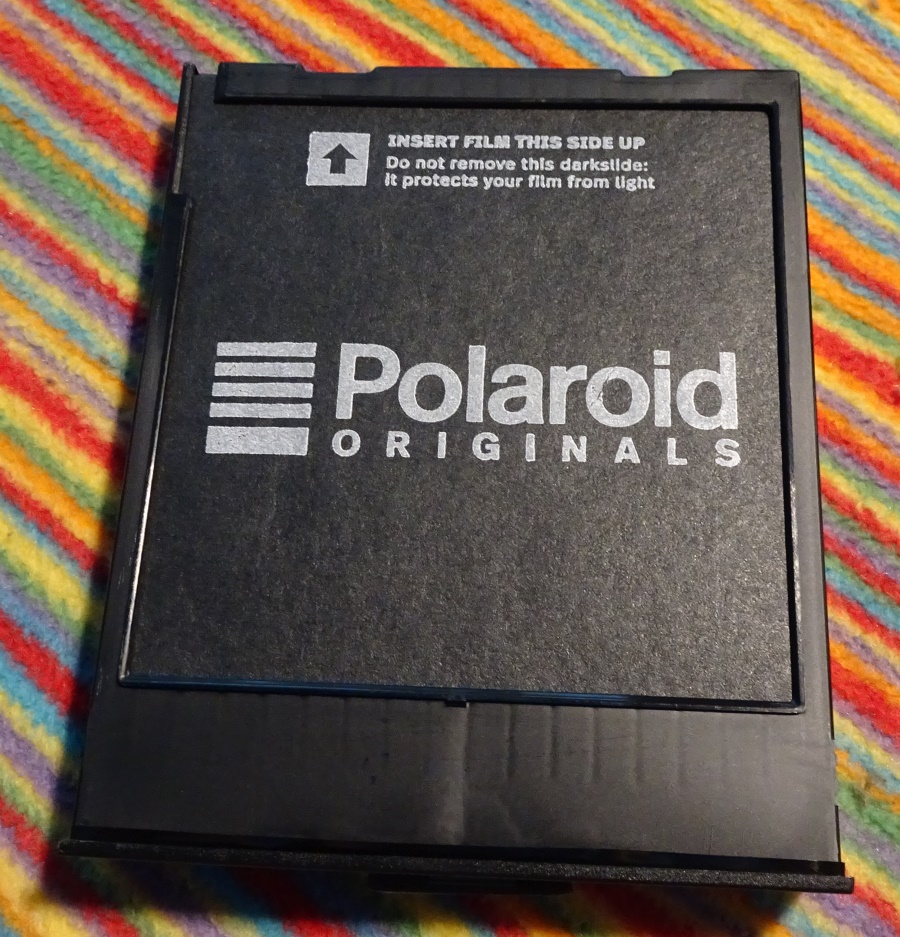 INSERT FILM THIS SIDE UP
Do not remove this darkslide:
it protects your film from light
Polaroid
ORIGINALS